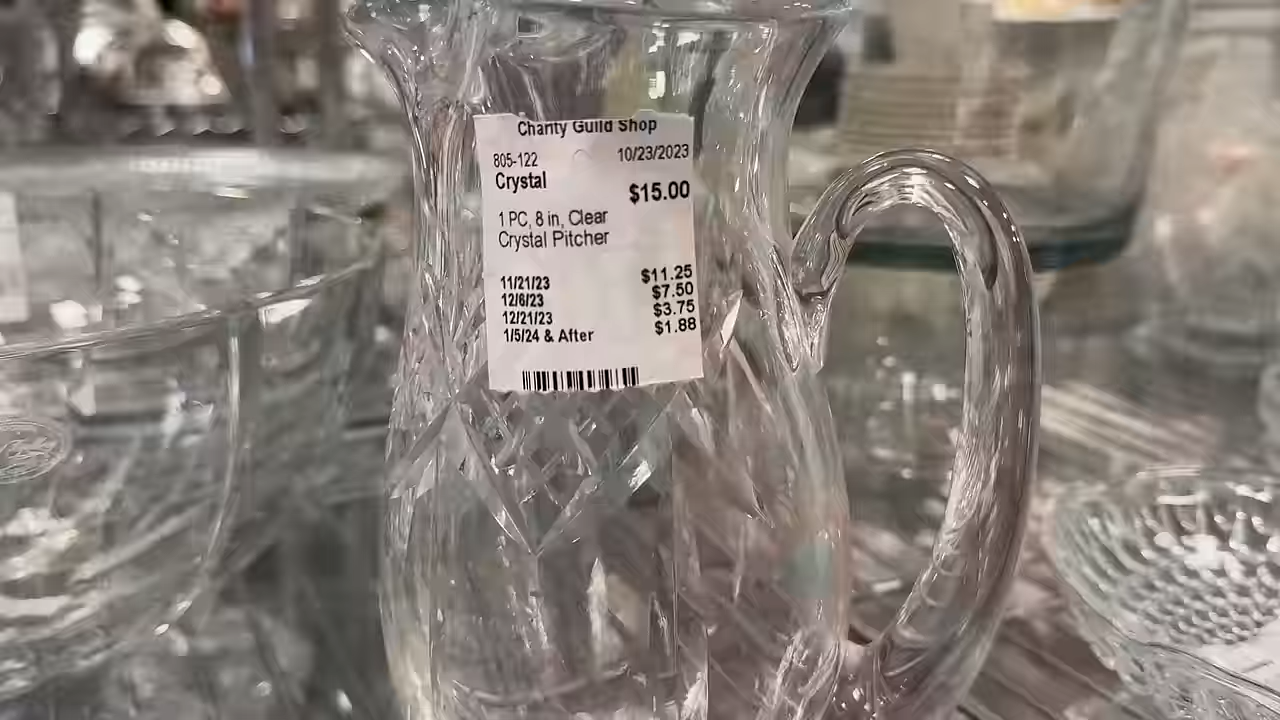 Charity Guild Shop
805-122 10/23/2023
Crystal $15.00
1 PC, 8 in, Clear
Crystal Pitcher
11/21/23 $11.25
12/6/23 $7.50
12/21/23 $3.75
1/5/24 & After $1.88